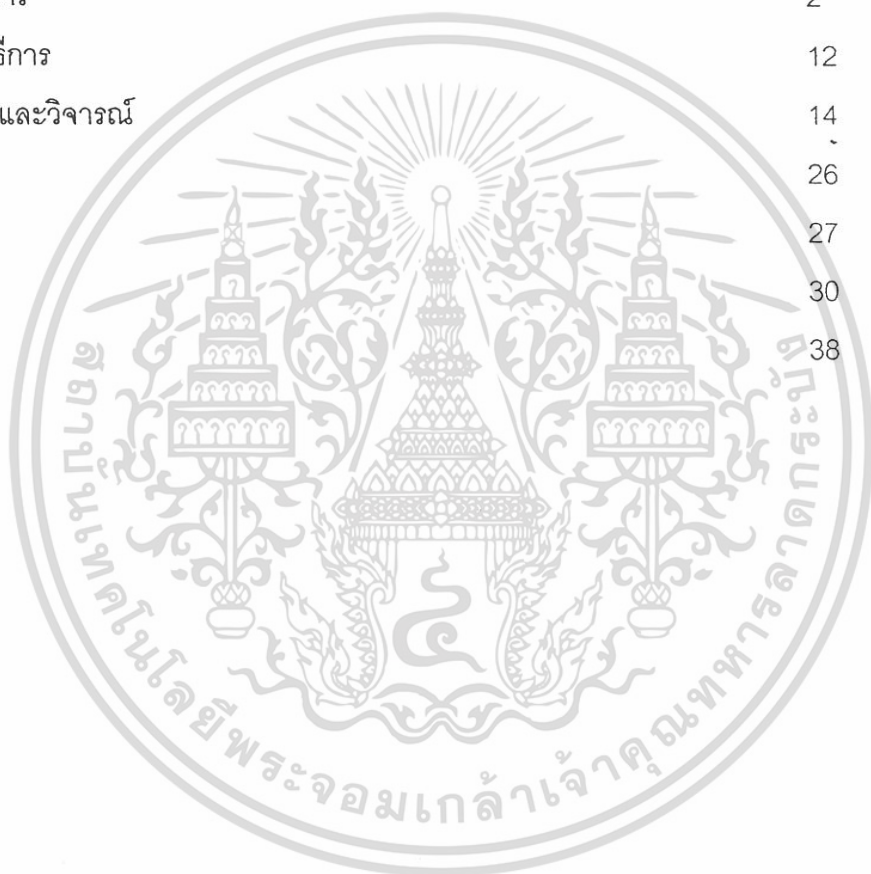 าร 2
ธีการ 12
และวิจารณ์ 14
26
27
30
38
สถาบันเทคโนโลยีพระจอมเกล้าเจ้าคุณทหารลาดกระบัง